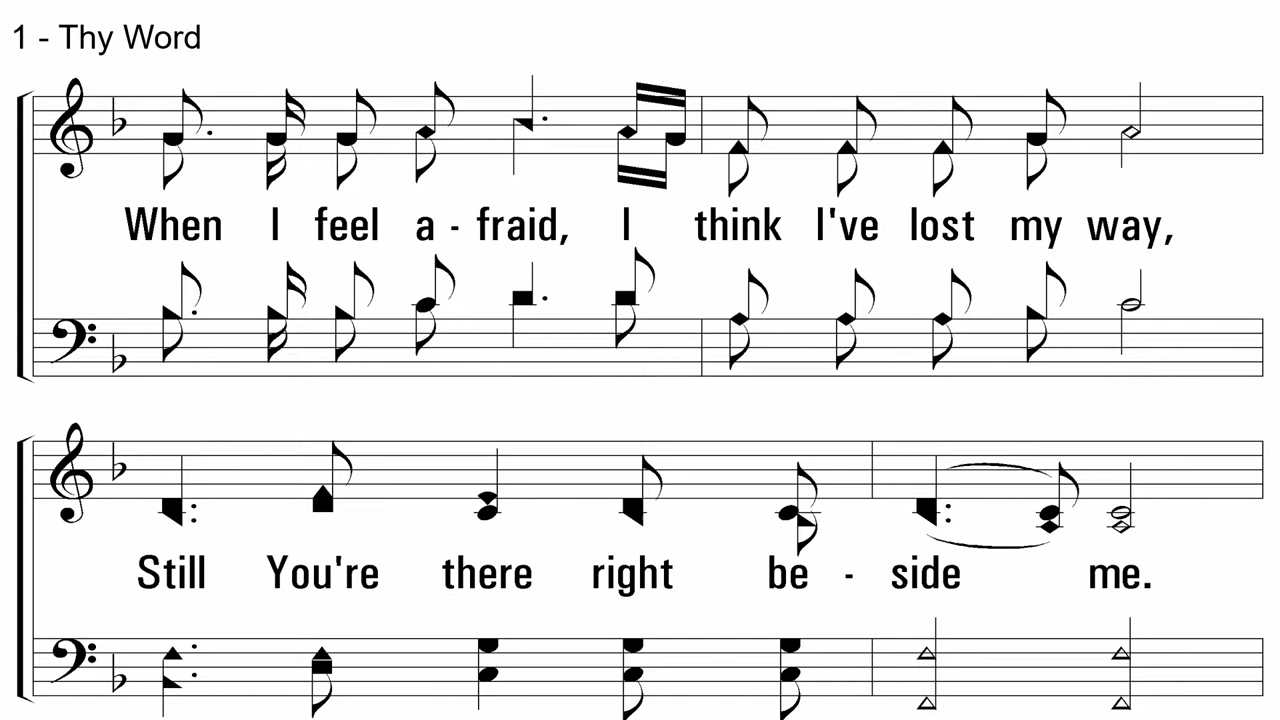 1 - Thy Word
When I feel a - fraid, I think I've lost my way,
Still You're there right be - side me.